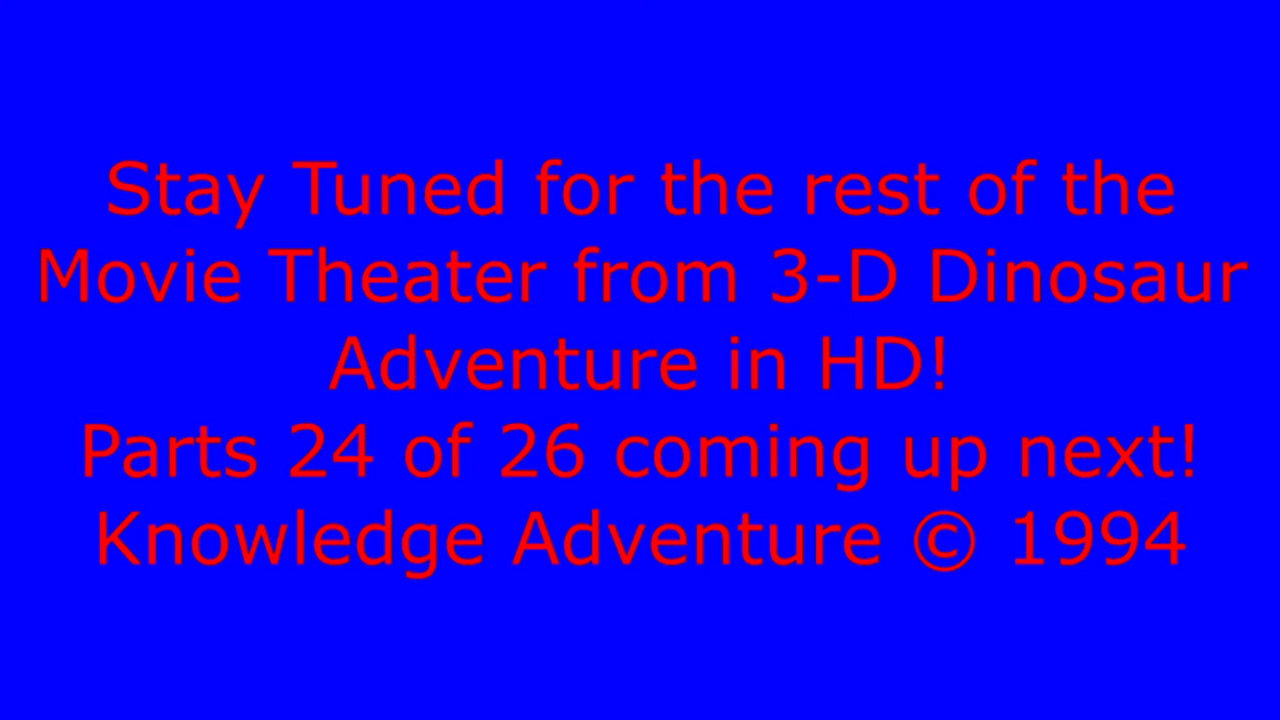 Stay Tuned for the rest of the
Movie Theater from 3-D Dinosaur
Adventure in HD!
Parts 24 of 26 coming up next!
Knowledge Adventure © 1994